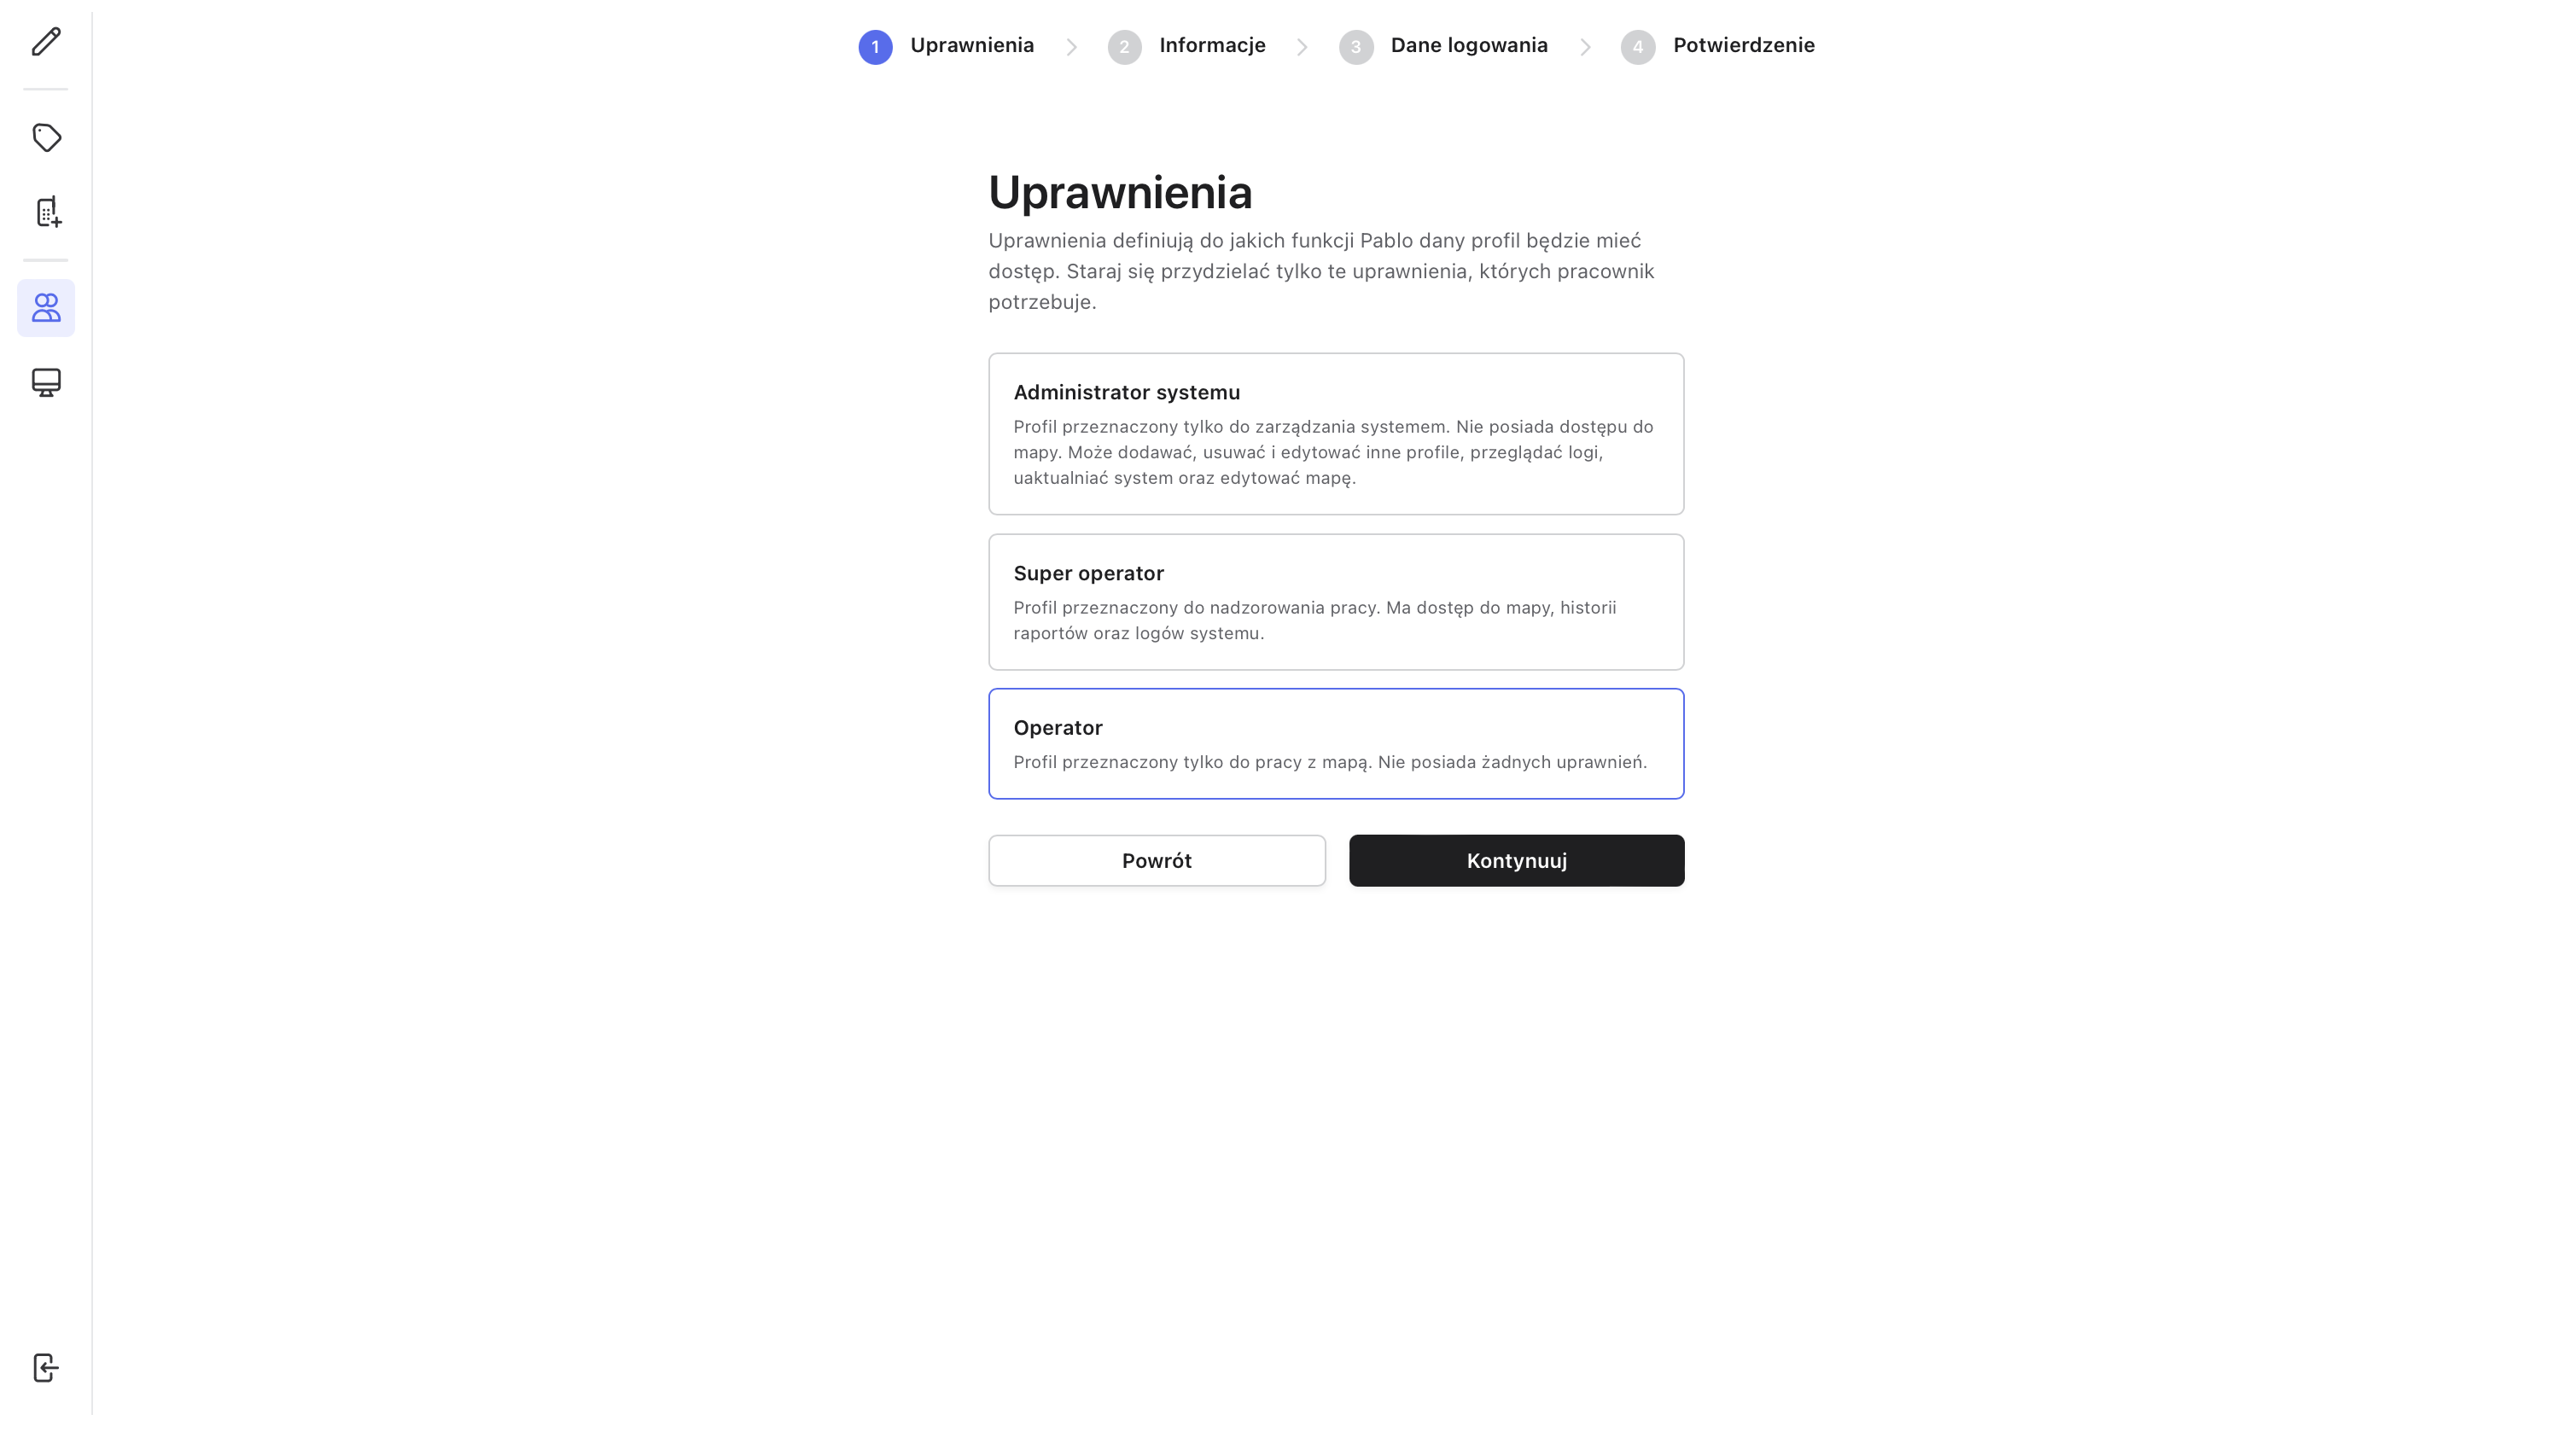 1 Uprawnienia 2 Informacje 3 Dane logowania 4 Potwierdzenie
Uprawnienia
Uprawnienia definiują do jakich funkcji Pablo dany profil będzie mieć
dostęp. Staraj się przydzielać tylko te uprawnienia, których pracownik
potrzebuje.
Administrator systemu
Profil przeznaczony tylko do zarządzania systemem. Nie posiada dostępu do
mapy. Może dodawać, usuwać i edytować inne profile, przeglądać logi,
uaktualniać system oraz edytować mapę.
Super operator
Profil przeznaczony do nadzorowania pracy. Ma dostęp do mapy, historii
raportów oraz logów systemu.
Operator
Profil przeznaczony tylko do pracy z mapą. Nie posiada żadnych uprawnień.
Powrót Kontynuuj